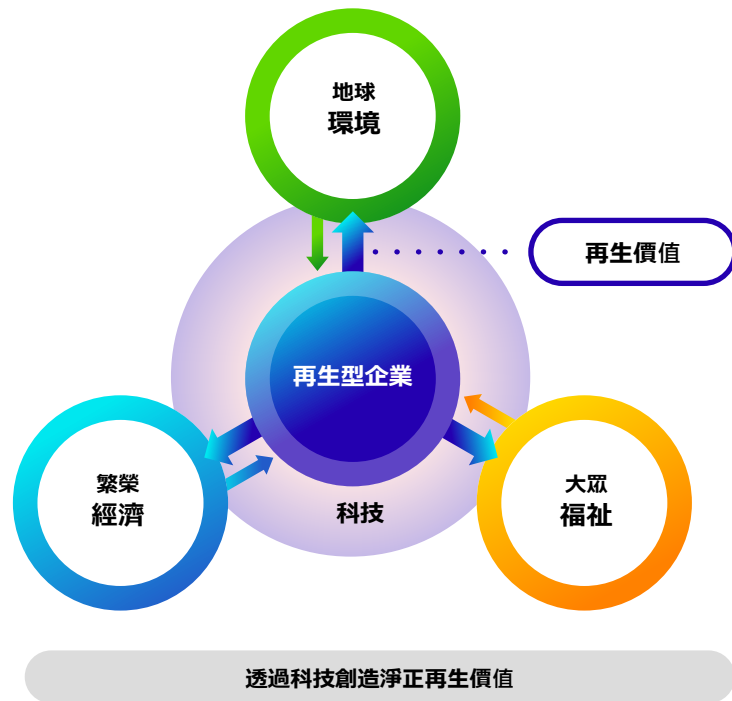 地球
環境
再生價值
再生型企業
繁榮
經濟
科技
大眾
福祉
透過科技創造淨正再生價值